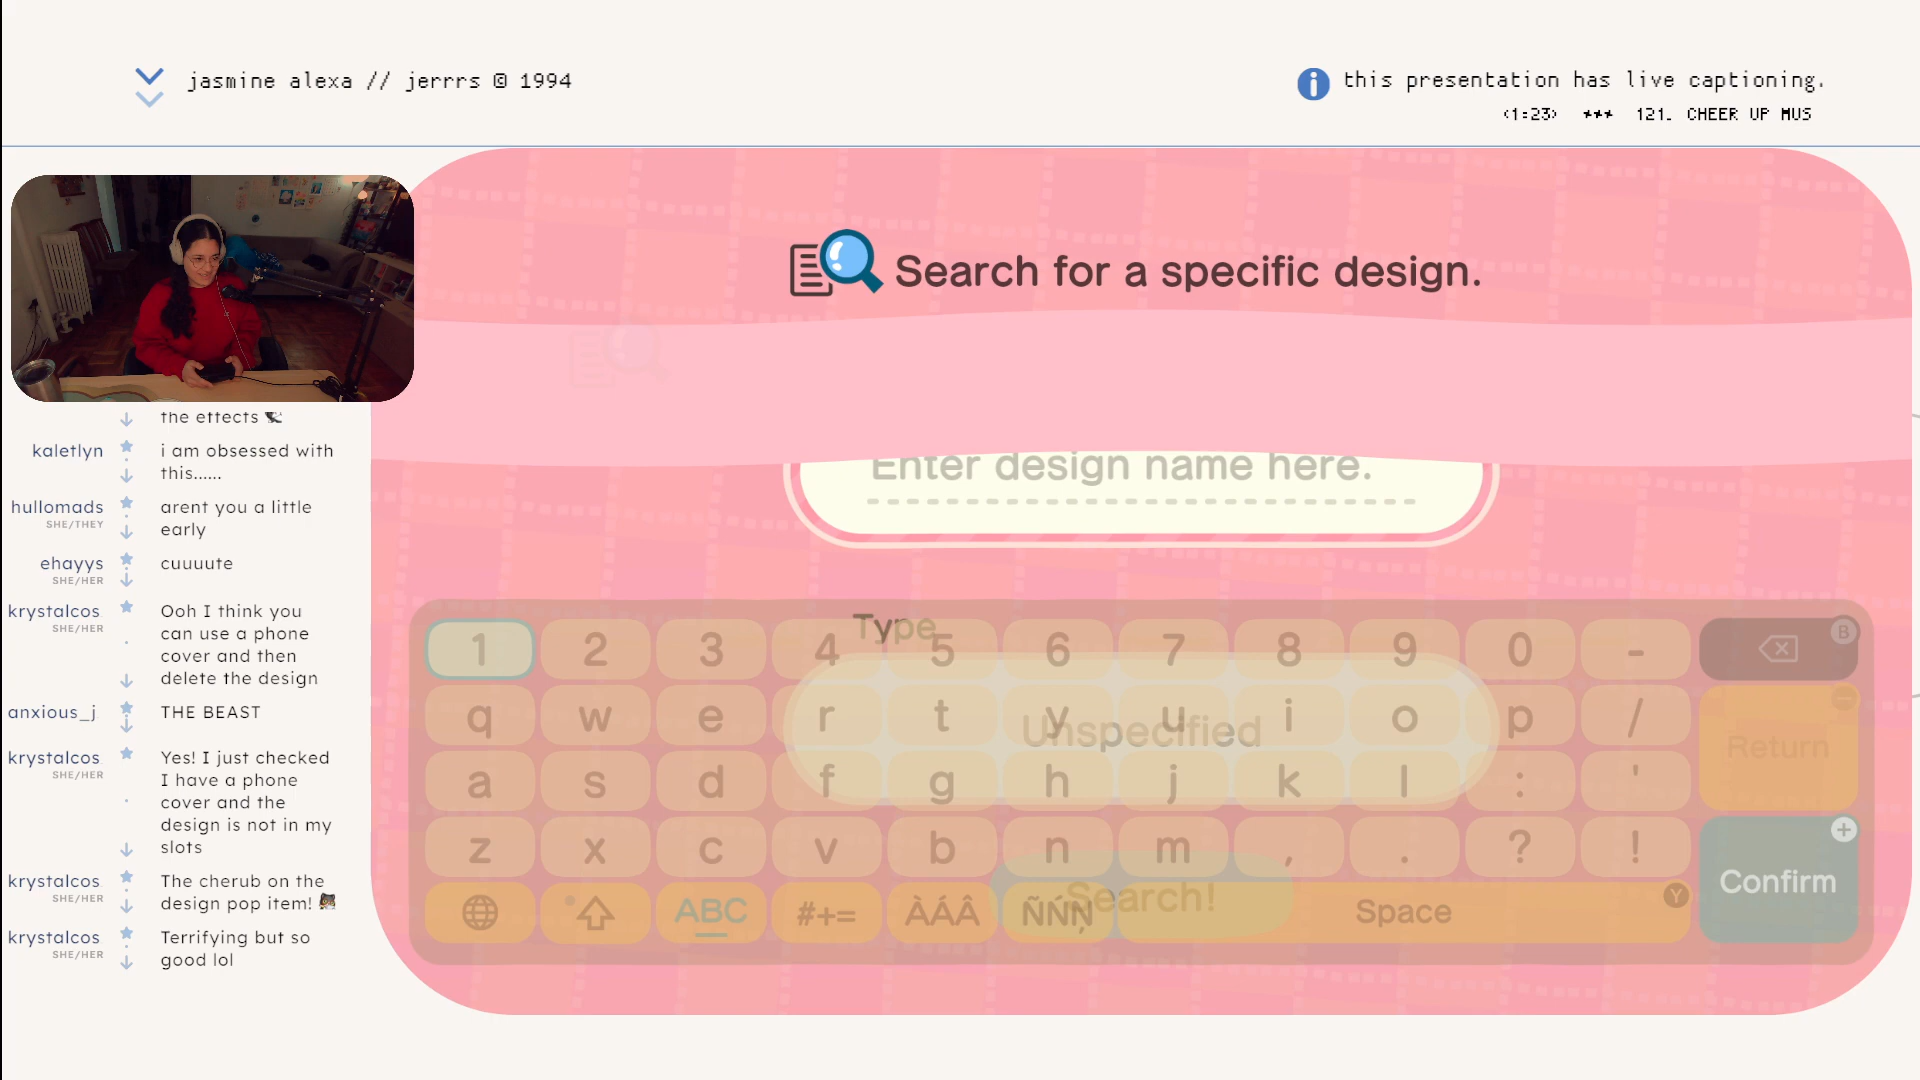 jasmine alexa // jerrrs @ 1994
this presentation has live captioning.
<1:23> *** 121. CHEER UP MUS
the effects
kaletlyn
i am obsessed with
this......
hullomads
SHE/THEY
arent you a little
early
ehayys
SHE/HER
cuuuute
krystalcos
SHE/HER
Ooh I think you
can use a phone
cover and then
delete the design
anxious_j
THE BEAST
krystalcos
SHE/HER
Yes! I just checked
I have a phone
cover and the
design is not in my
slots
krystalcos
SHE/HER
The cherub on the
design pop item!
krystalcos
SHE/HER
Terrifying but so
good lol
Search for a specific design.
Enter design name here.
Type
Unspecified
Search!
1 2 3 4 5 6 7 8 9 0 - B
q w e r t y u i o p / Return
a s d f g h j k l : '
z x c v b n m , . ? ! + Confirm
ABC #+= ÀÁÂ ÑŃŅ Space Y